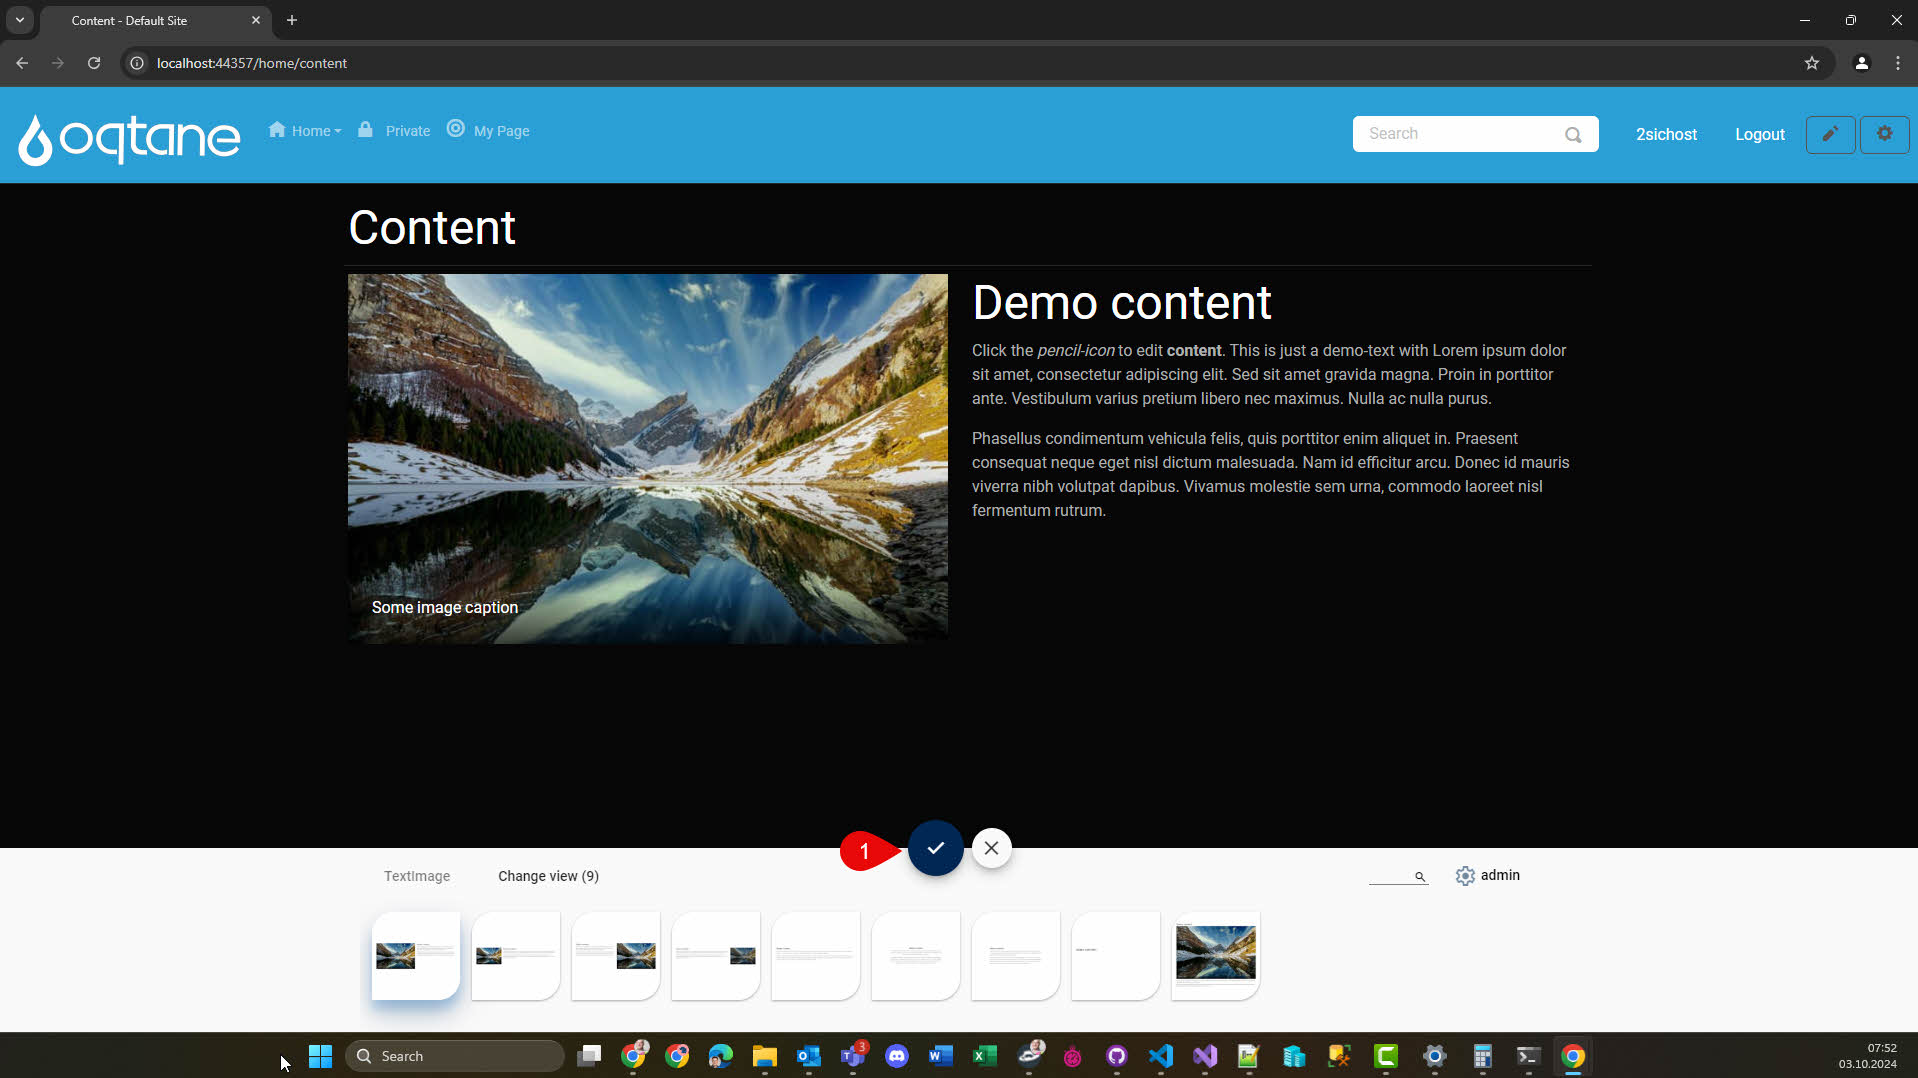 Content - Default Site
localhost:44357/home/content
oqtane
Home
Private
My Page
Search
2sichost
Logout
Content
Demo content
Click the pencil-icon to edit content. This is just a demo-text with Lorem ipsum dolor
sit amet, consectetur adipiscing elit. Sed sit amet gravida magna. Proin in porttitor
ante. Vestibulum varius pretium libero nec maximus. Nulla ac nulla purus.
Phasellus condimentum vehicula felis, quis porttitor enim aliquet in. Praesent
consequat neque eget nisl dictum malesuada. Nam id efficitur arcu. Donec id mauris
viverra nibh volutpat dapibus. Vivamus molestie sem urna, commodo laoreet nisl
fermentum rutrum.
Some image caption
1
TextImage
Change view (9)
admin
Search
3
07:52
03.10.2024